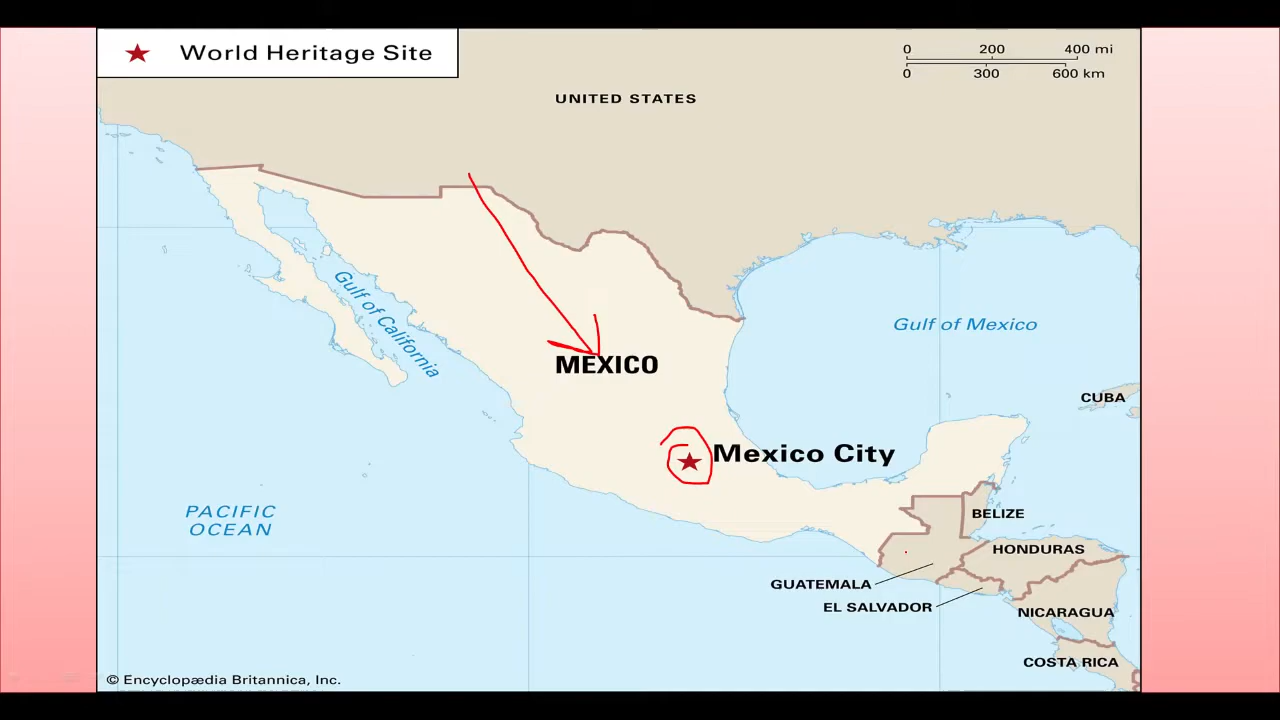 World Heritage Site
0 200 400 mi
0 300 600 km
UNITED STATES
Gulf of California
Gulf of Mexico
MEXICO
CUBA
Mexico City
PACIFIC
OCEAN
BELIZE
HONDURAS
GUATEMALA
EL SALVADOR
NICARAGUA
COSTA RICA
© Encyclopædia Britannica, Inc.